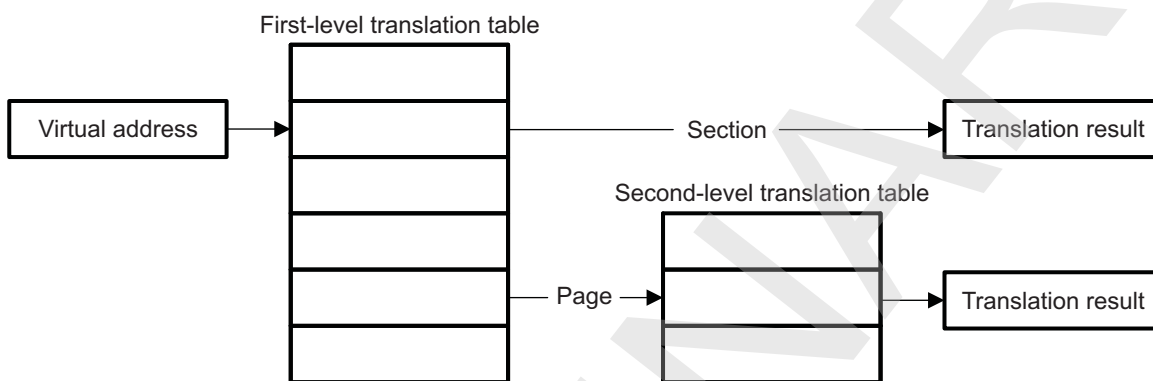 First-level translation table
Virtual address
Section
Translation result
Second-level translation table
Page
Translation result